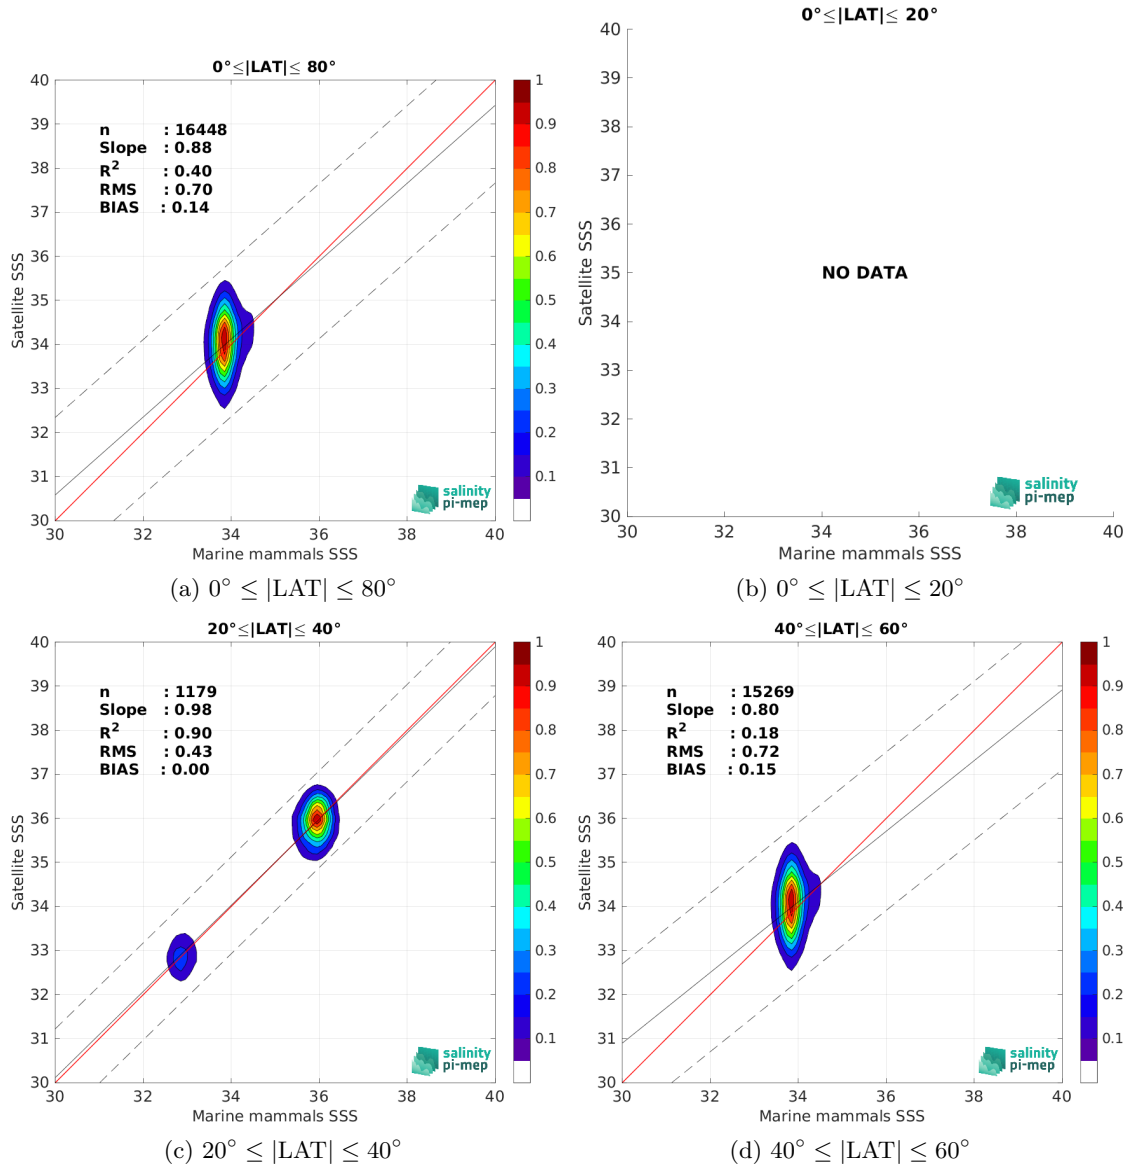 0°≤|LAT|≤ 80°
n : 16448
Slope : 0.88
R² : 0.40
RMS : 0.70
BIAS : 0.14
40
39
38
37
36
35
34
33
32
31
30
30 32 34 36 38 40
Satellite SSS
Marine mammals SSS
1
0.9
0.8
0.7
0.6
0.5
0.4
0.3
0.2
0.1
salinity
pi-mep
(a) 0° ≤ |LAT| ≤ 80°
0°≤|LAT|≤ 20°
40
39
38
37
36
35
34
33
32
31
30
30 32 34 36 38 40
Satellite SSS
NO DATA
Marine mammals SSS
salinity
pi-mep
(b) 0° ≤ |LAT| ≤ 20°
20°≤|LAT|≤ 40°
n : 1179
Slope : 0.98
R² : 0.90
RMS : 0.43
BIAS : 0.00
40
39
38
37
36
35
34
33
32
31
30
30 32 34 36 38 40
Satellite SSS
Marine mammals SSS
1
0.9
0.8
0.7
0.6
0.5
0.4
0.3
0.2
0.1
salinity
pi-mep
(c) 20° ≤ |LAT| ≤ 40°
40°≤|LAT|≤ 60°
n : 15269
Slope : 0.80
R² : 0.18
RMS : 0.72
BIAS : 0.15
40
39
38
37
36
35
34
33
32
31
30
30 32 34 36 38 40
Satellite SSS
Marine mammals SSS
1
0.9
0.8
0.7
0.6
0.5
0.4
0.3
0.2
0.1
salinity
pi-mep
(d) 40° ≤ |LAT| ≤ 60°